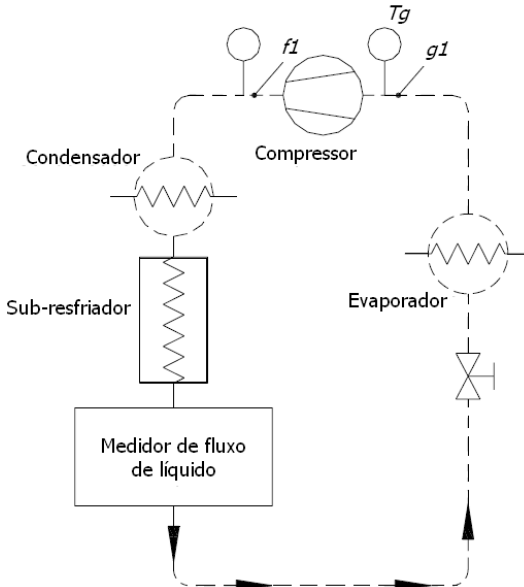 Tg
f1
g1
Compressor
Condensador
Sub-resfriador
Evaporador
Medidor de fluxo
de líquido